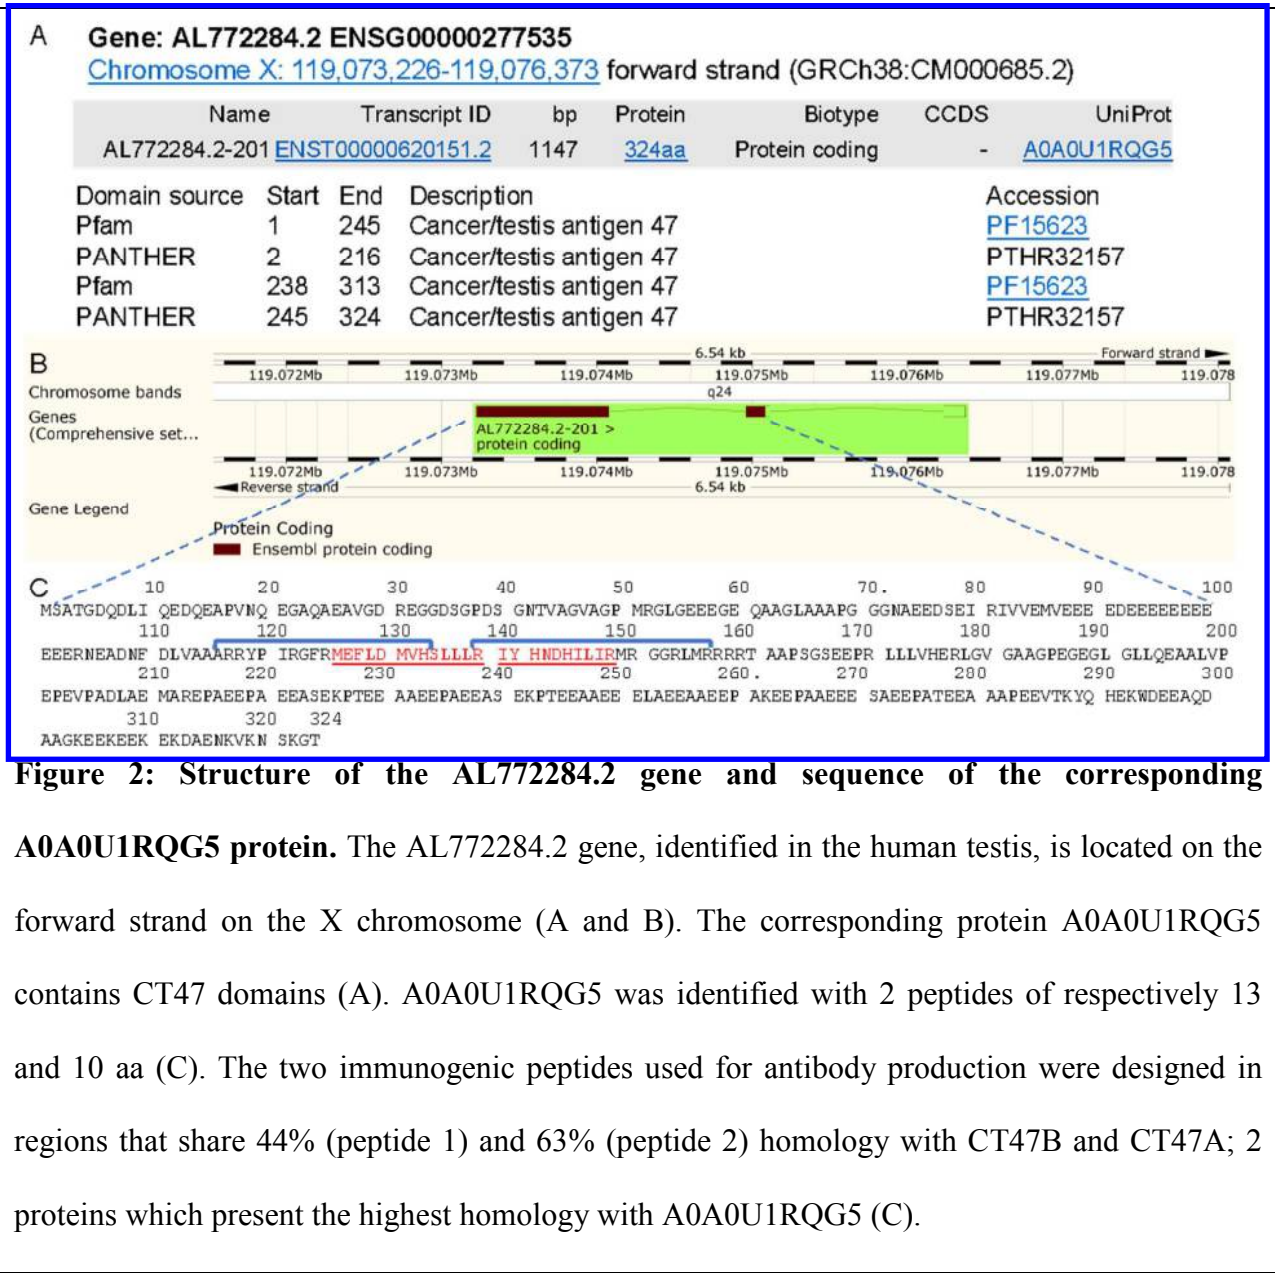 A Gene: AL772284.2 ENSG00000277535
Chromosome X: 119,073,226-119,076,373 forward strand (GRCh38:CM000685.2)
Name Transcript ID bp Protein Biotype CCDS UniProt
AL772284.2-201 ENST00000620151.2 1147 324aa Protein coding - A0A0U1RQG5
Domain source Start End Description Accession
Pfam 1 245 Cancer/testis antigen 47 PF15623
PANTHER 2 216 Cancer/testis antigen 47 PTHR32157
Pfam 238 313 Cancer/testis antigen 47 PF15623
PANTHER 245 324 Cancer/testis antigen 47 PTHR32157
B 6.54 kb Forward strand
119.072Mb 119.073Mb 119.074Mb 119.075Mb 119.076Mb 119.077Mb 119.078
Chromosome bands q24
Genes
(Comprehensive set...
AL772284.2-201 >
protein coding
119.072Mb 119.073Mb 119.074Mb 119.075Mb 119.076Mb 119.077Mb 119.078
Reverse strand 6.54 kb
Gene Legend
Protein Coding
Ensembl protein coding
C 10 20 30 40 50 60 70. 80 90 100
MSATGDQDLI QEDQEAPVNQ EGAQAEAVGD REGGDSGPDS GNTVAGVAGP MRGLGEEEGE QAAGLAAAPG GGNAEEDSEI RIVVEMVEEE EDEEEEEEEE
110 120 130 140 150 160 170 180 190 200
EEERNEADNF DLVAAARRYP IRGFRMEFLD MVHSLLLR IY HNDHILIRMR GGRLMRRRRT AAPSGSEEPR LLLVHERLGV GAAGPEGEGL GLLQEAALVP
210 220 230 240 250 260. 270 280 290 300
EPEVPADLAE MAREPAEEPA EEASEKPTEE AAEEPAEEAS EKPTEEAAEE ELAEEAAEEP AKEEPAAEEE SAEEPATEEA AAPEEVTKYQ HEKWDEEAQD
310 320 324
AAGKEEKEEK EKDAENKVKN SKGT
Figure 2: Structure of the AL772284.2 gene and sequence of the corresponding
A0A0U1RQG5 protein. The AL772284.2 gene, identified in the human testis, is located on the
forward strand on the X chromosome (A and B). The corresponding protein A0A0U1RQG5
contains CT47 domains (A). A0A0U1RQG5 was identified with 2 peptides of respectively 13
and 10 aa (C). The two immunogenic peptides used for antibody production were designed in
regions that share 44% (peptide 1) and 63% (peptide 2) homology with CT47B and CT47A; 2
proteins which present the highest homology with A0A0U1RQG5 (C).